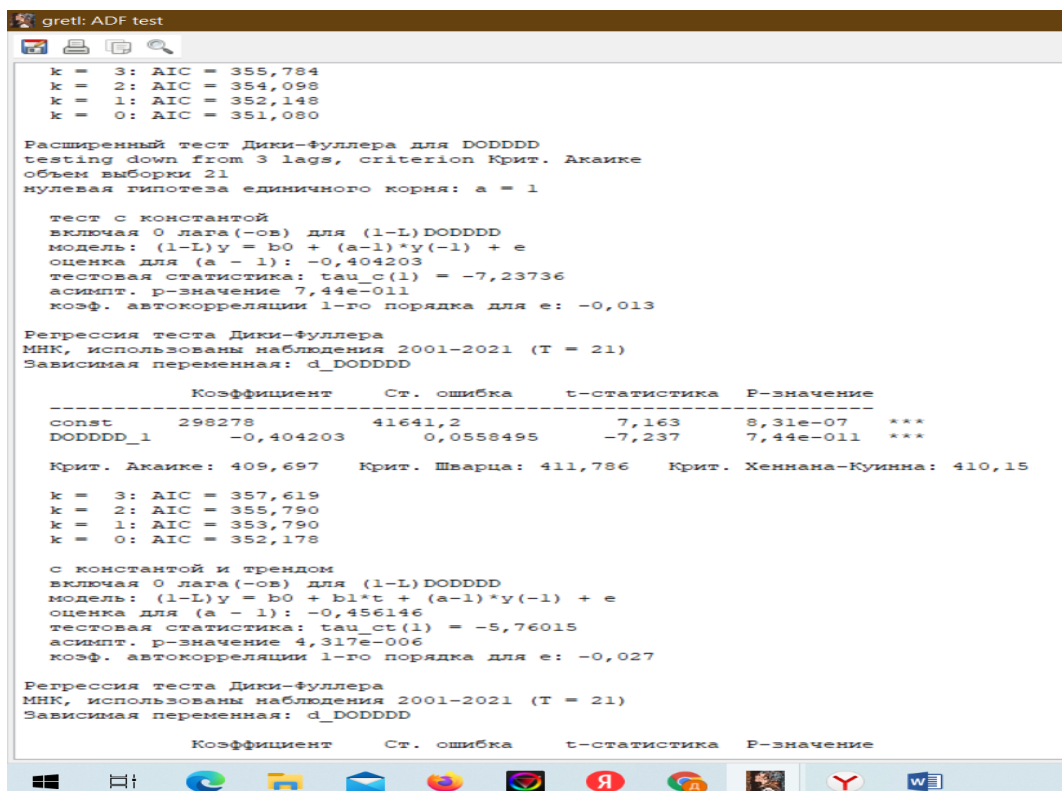 gretl: ADF test
k = 3: AIC = 355,784
k = 2: AIC = 354,098
k = 1: AIC = 352,148
k = 0: AIC = 351,080
Расширенный тест Дики-Фуллера для DODDDD
testing down from 3 lags, criterion Крит. Акаике
объем выборки 21
нулевая гипотеза единичного корня: a = 1
тест с константой
включая 0 лага(-ов) для (1-L)DODDDD
модель: (1-L)y = b0 + (a-1)*y(-1) + e
оценка для (a - 1): -0,404203
тестовая статистика: tau_c(1) = -7,23736
асимпт. p-значение 7,44e-011
коэф. автокорреляции 1-го порядка для e: -0,013
Регрессия теста Дики-Фуллера
МНК, использованы наблюдения 2001-2021 (T = 21)
Зависимая переменная: d_DODDDD
Коэффициент Ст. ошибка t-статистика P-значение
---------------------------------------------------------------
const 298278 41641,2 7,163 8,31e-07 ***
DODDDD_1 -0,404203 0,0558495 -7,237 7,44e-011 ***
Крит. Акаике: 409,697 Крит. Шварца: 411,786 Крит. Хеннана-Куинна: 410,15
k = 3: AIC = 357,619
k = 2: AIC = 355,790
k = 1: AIC = 353,790
k = 0: AIC = 352,178
с константой и трендом
включая 0 лага(-ов) для (1-L)DODDDD
модель: (1-L)y = b0 + b1*t + (a-1)*y(-1) + e
оценка для (a - 1): -0,456146
тестовая статистика: tau_ct(1) = -5,76015
асимпт. p-значение 4,317e-006
коэф. автокорреляции 1-го порядка для e: -0,027
Регрессия теста Дики-Фуллера
МНК, использованы наблюдения 2001-2021 (T = 21)
Зависимая переменная: d_DODDDD
Коэффициент Ст. ошибка t-статистика P-значение